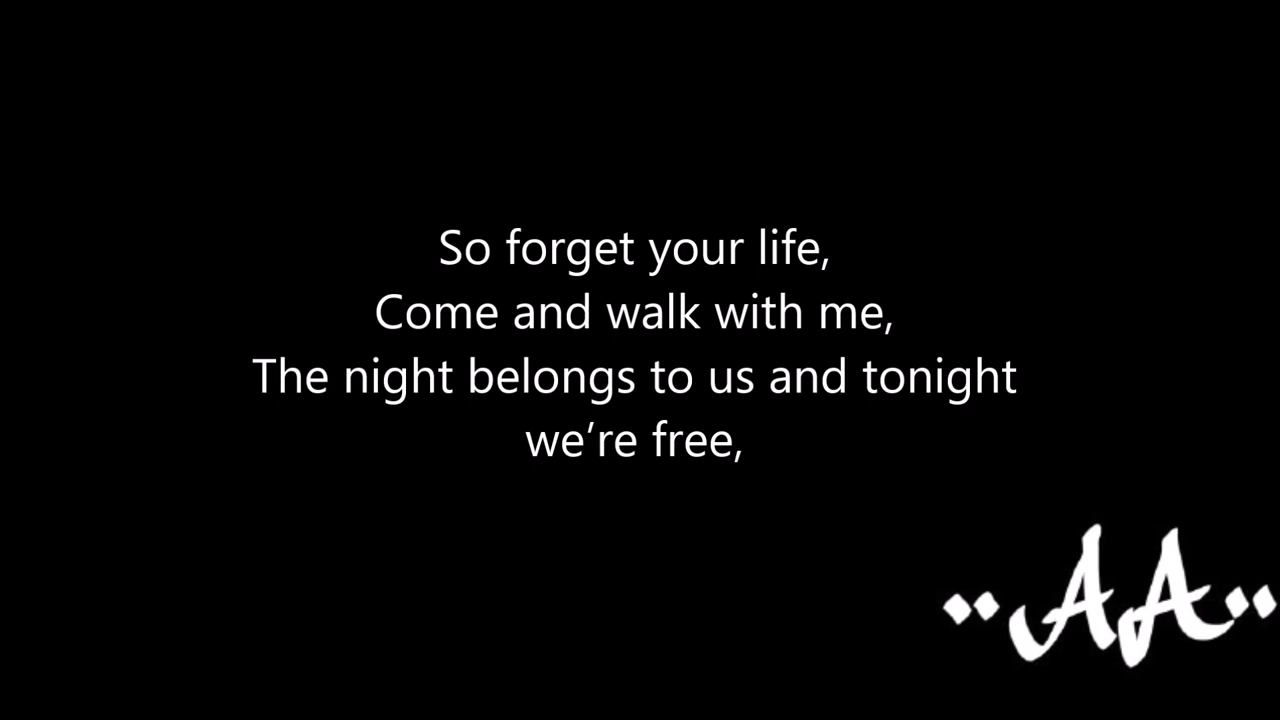 So forget your life,
Come and walk with me,
The night belongs to us and tonight
we’re free,
••AA••